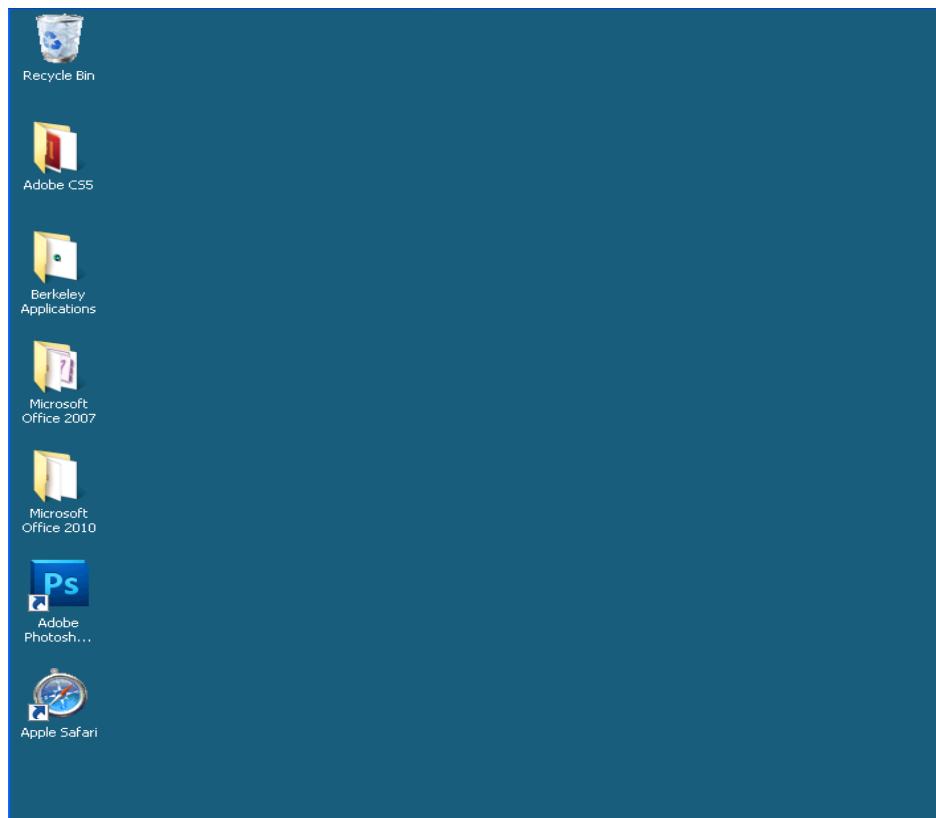 Recycle Bin
Adobe CS5
Berkeley
Applications
Microsoft
Office 2007
Microsoft
Office 2010
Ps
Adobe
Photosh...
Apple Safari